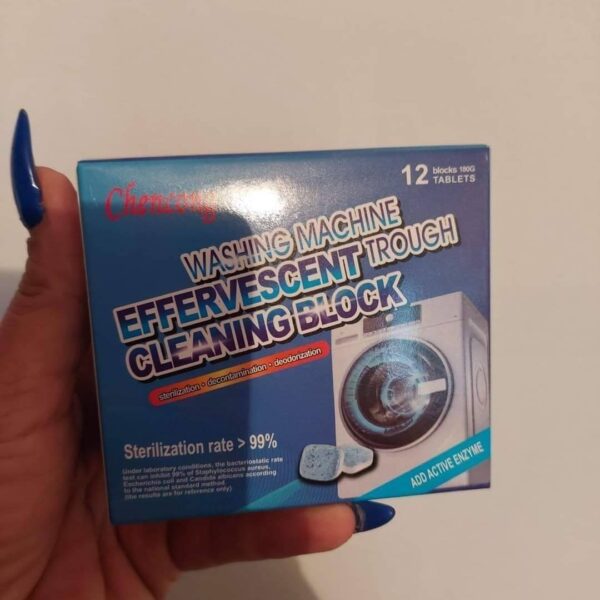 12 blocks 180G
TABLETS
WASHING MACHINE
EFFERVESCENT TROUGH
CLEANING BLOCK
sterilization · decontamination · deodorization
Sterilization rate > 99%
Under laboratory conditions, the bacteriostatic rate
test can inhibit 99% of Staphylococcus aureus,
Escherichia coli and Candida albicans according
to the national standard method
(the results are for reference only)
ADD ACTIVE ENZYME